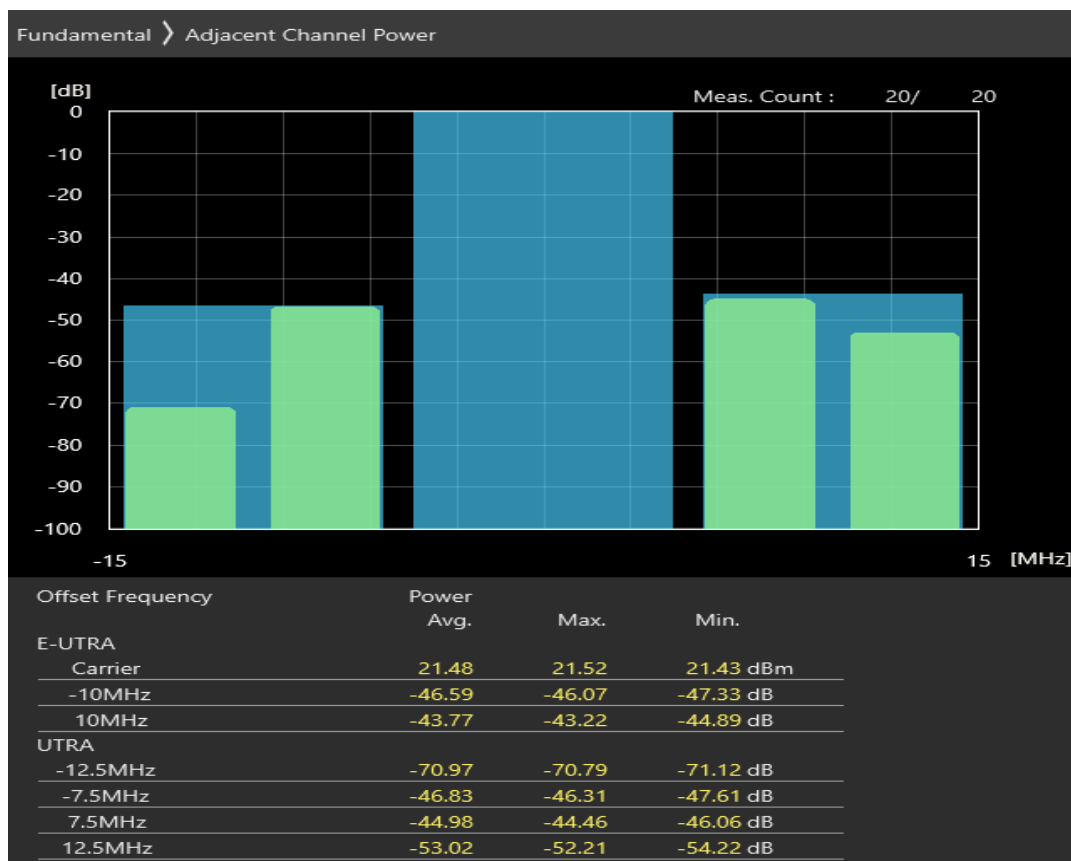 Fundamental ❯ Adjacent Channel Power
[dB]
Meas. Count : 20/ 20
0
-10
-20
-30
-40
-50
-60
-70
-80
-90
-100
-15 15 [MHz]
Offset Frequency Power
Avg. Max. Min.
E-UTRA
Carrier 21.48 21.52 21.43 dBm
-10MHz -46.59 -46.07 -47.33 dB
10MHz -43.77 -43.22 -44.89 dB
UTRA
-12.5MHz -70.97 -70.79 -71.12 dB
-7.5MHz -46.83 -46.31 -47.61 dB
7.5MHz -44.98 -44.46 -46.06 dB
12.5MHz -53.02 -52.21 -54.22 dB